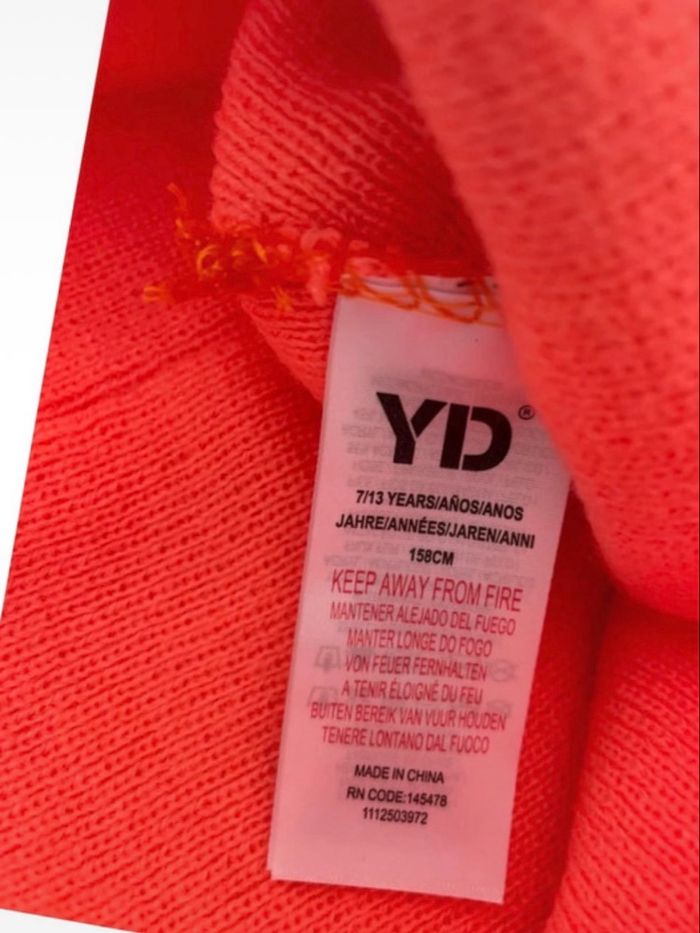 YD®
7/13 YEARS/AÑOS/ANOS
JAHRE/ANNÉES/JAREN/ANNI
158CM
KEEP AWAY FROM FIRE
MANTENER ALEJADO DEL FUEGO
MANTER LONGE DO FOGO
VON FEUER FERNHALTEN
A TENIR ÉLOIGNÉ DU FEU
BUITEN BEREIK VAN VUUR HOUDEN
TENERE LONTANO DAL FUOCO
MADE IN CHINA
RN CODE:145478
1112503972